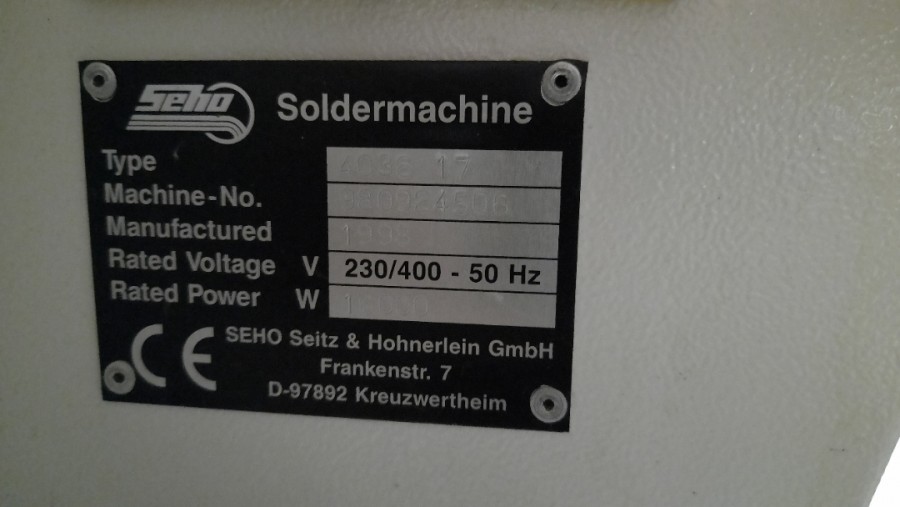 Seho Soldermachine
Type
Machine-No.
Manufactured
Rated Voltage V 230/400 - 50 Hz
Rated Power W
CE SEHO Seitz & Hohnerlein GmbH
Frankenstr. 7
D-97892 Kreuzwertheim